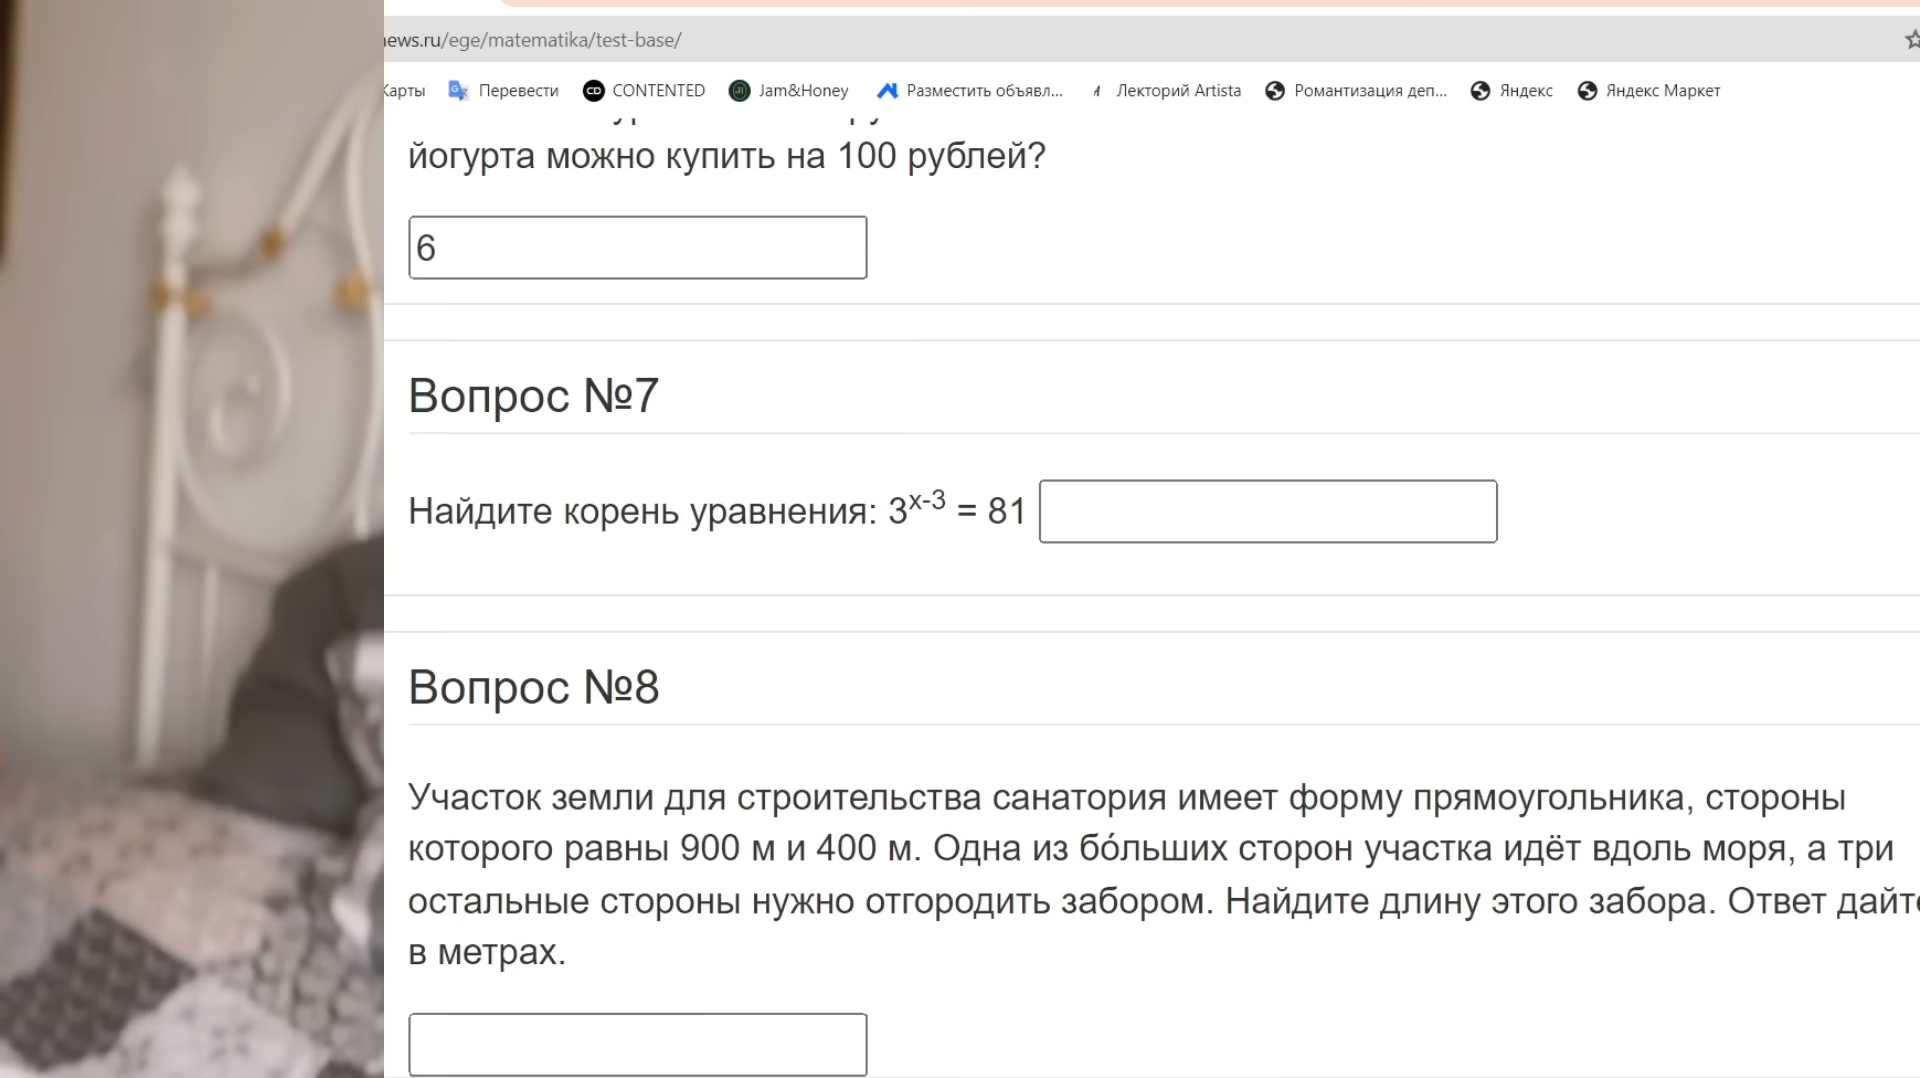 ews.ru/ege/matematika/test-base/
Карты Перевести CONTENTED Jam&Honey Разместить объявл... Лекторий Artista Романтизация деп... Яндекс Яндекс Маркет
йогурта можно купить на 100 рублей?
6
Вопрос №7
Найдите корень уравнения: 3ˣ⁻³ = 81
Вопрос №8
Участок земли для строительства санатория имеет форму прямоугольника, стороны
которого равны 900 м и 400 м. Одна из бо́льших сторон участка идёт вдоль моря, а три
остальные стороны нужно отгородить забором. Найдите длину этого забора. Ответ дайте
в метрах.